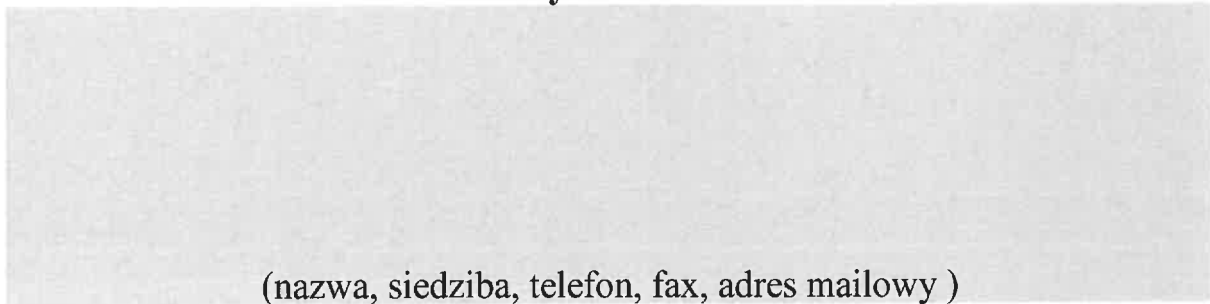 (nazwa, siedziba, telefon, fax, adres mailowy )